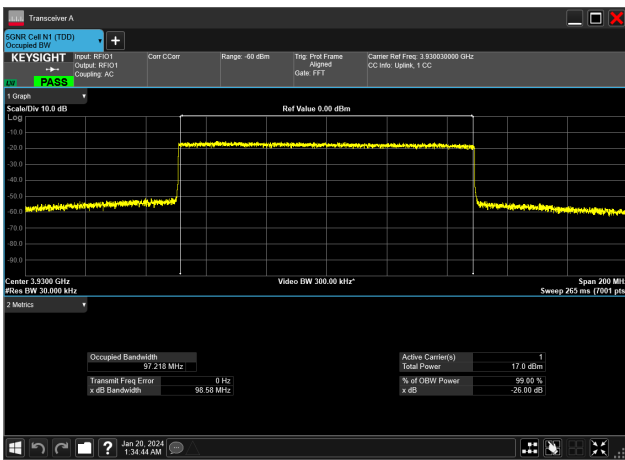 Transceiver A
5GNR Cell N1 (TDD)
Occupied BW
+
KEYSIGHT
LV
PASS
Input: RFIO1
Output: RFIO1
Coupling: AC
Corr CCorr
Range: -60 dBm
Trig: Prot Frame
Aligned
Gate: FFT
Carrier Ref Freq: 3.930030000 GHz
CC Info: Uplink, 1 CC
1 Graph
Scale/Div 10.0 dB
Ref Value 0.00 dBm
Log
-10.0
-20.0
-30.0
-40.0
-50.0
-60.0
-70.0
-80.0
-90.0
Center 3.9300 GHz
Video BW 300.00 kHz*
Span 200 MHz
#Res BW 30.000 kHz
Sweep 265 ms (7001 pts
2 Metrics
Occupied Bandwidth
97.218 MHz
Active Carrier(s) 1
Total Power 17.0 dBm
Transmit Freq Error 0 Hz
x dB Bandwidth 98.58 MHz
% of OBW Power 99.00 %
x dB -26.00 dB
?
Jan 20, 2024
1:34:44 AM